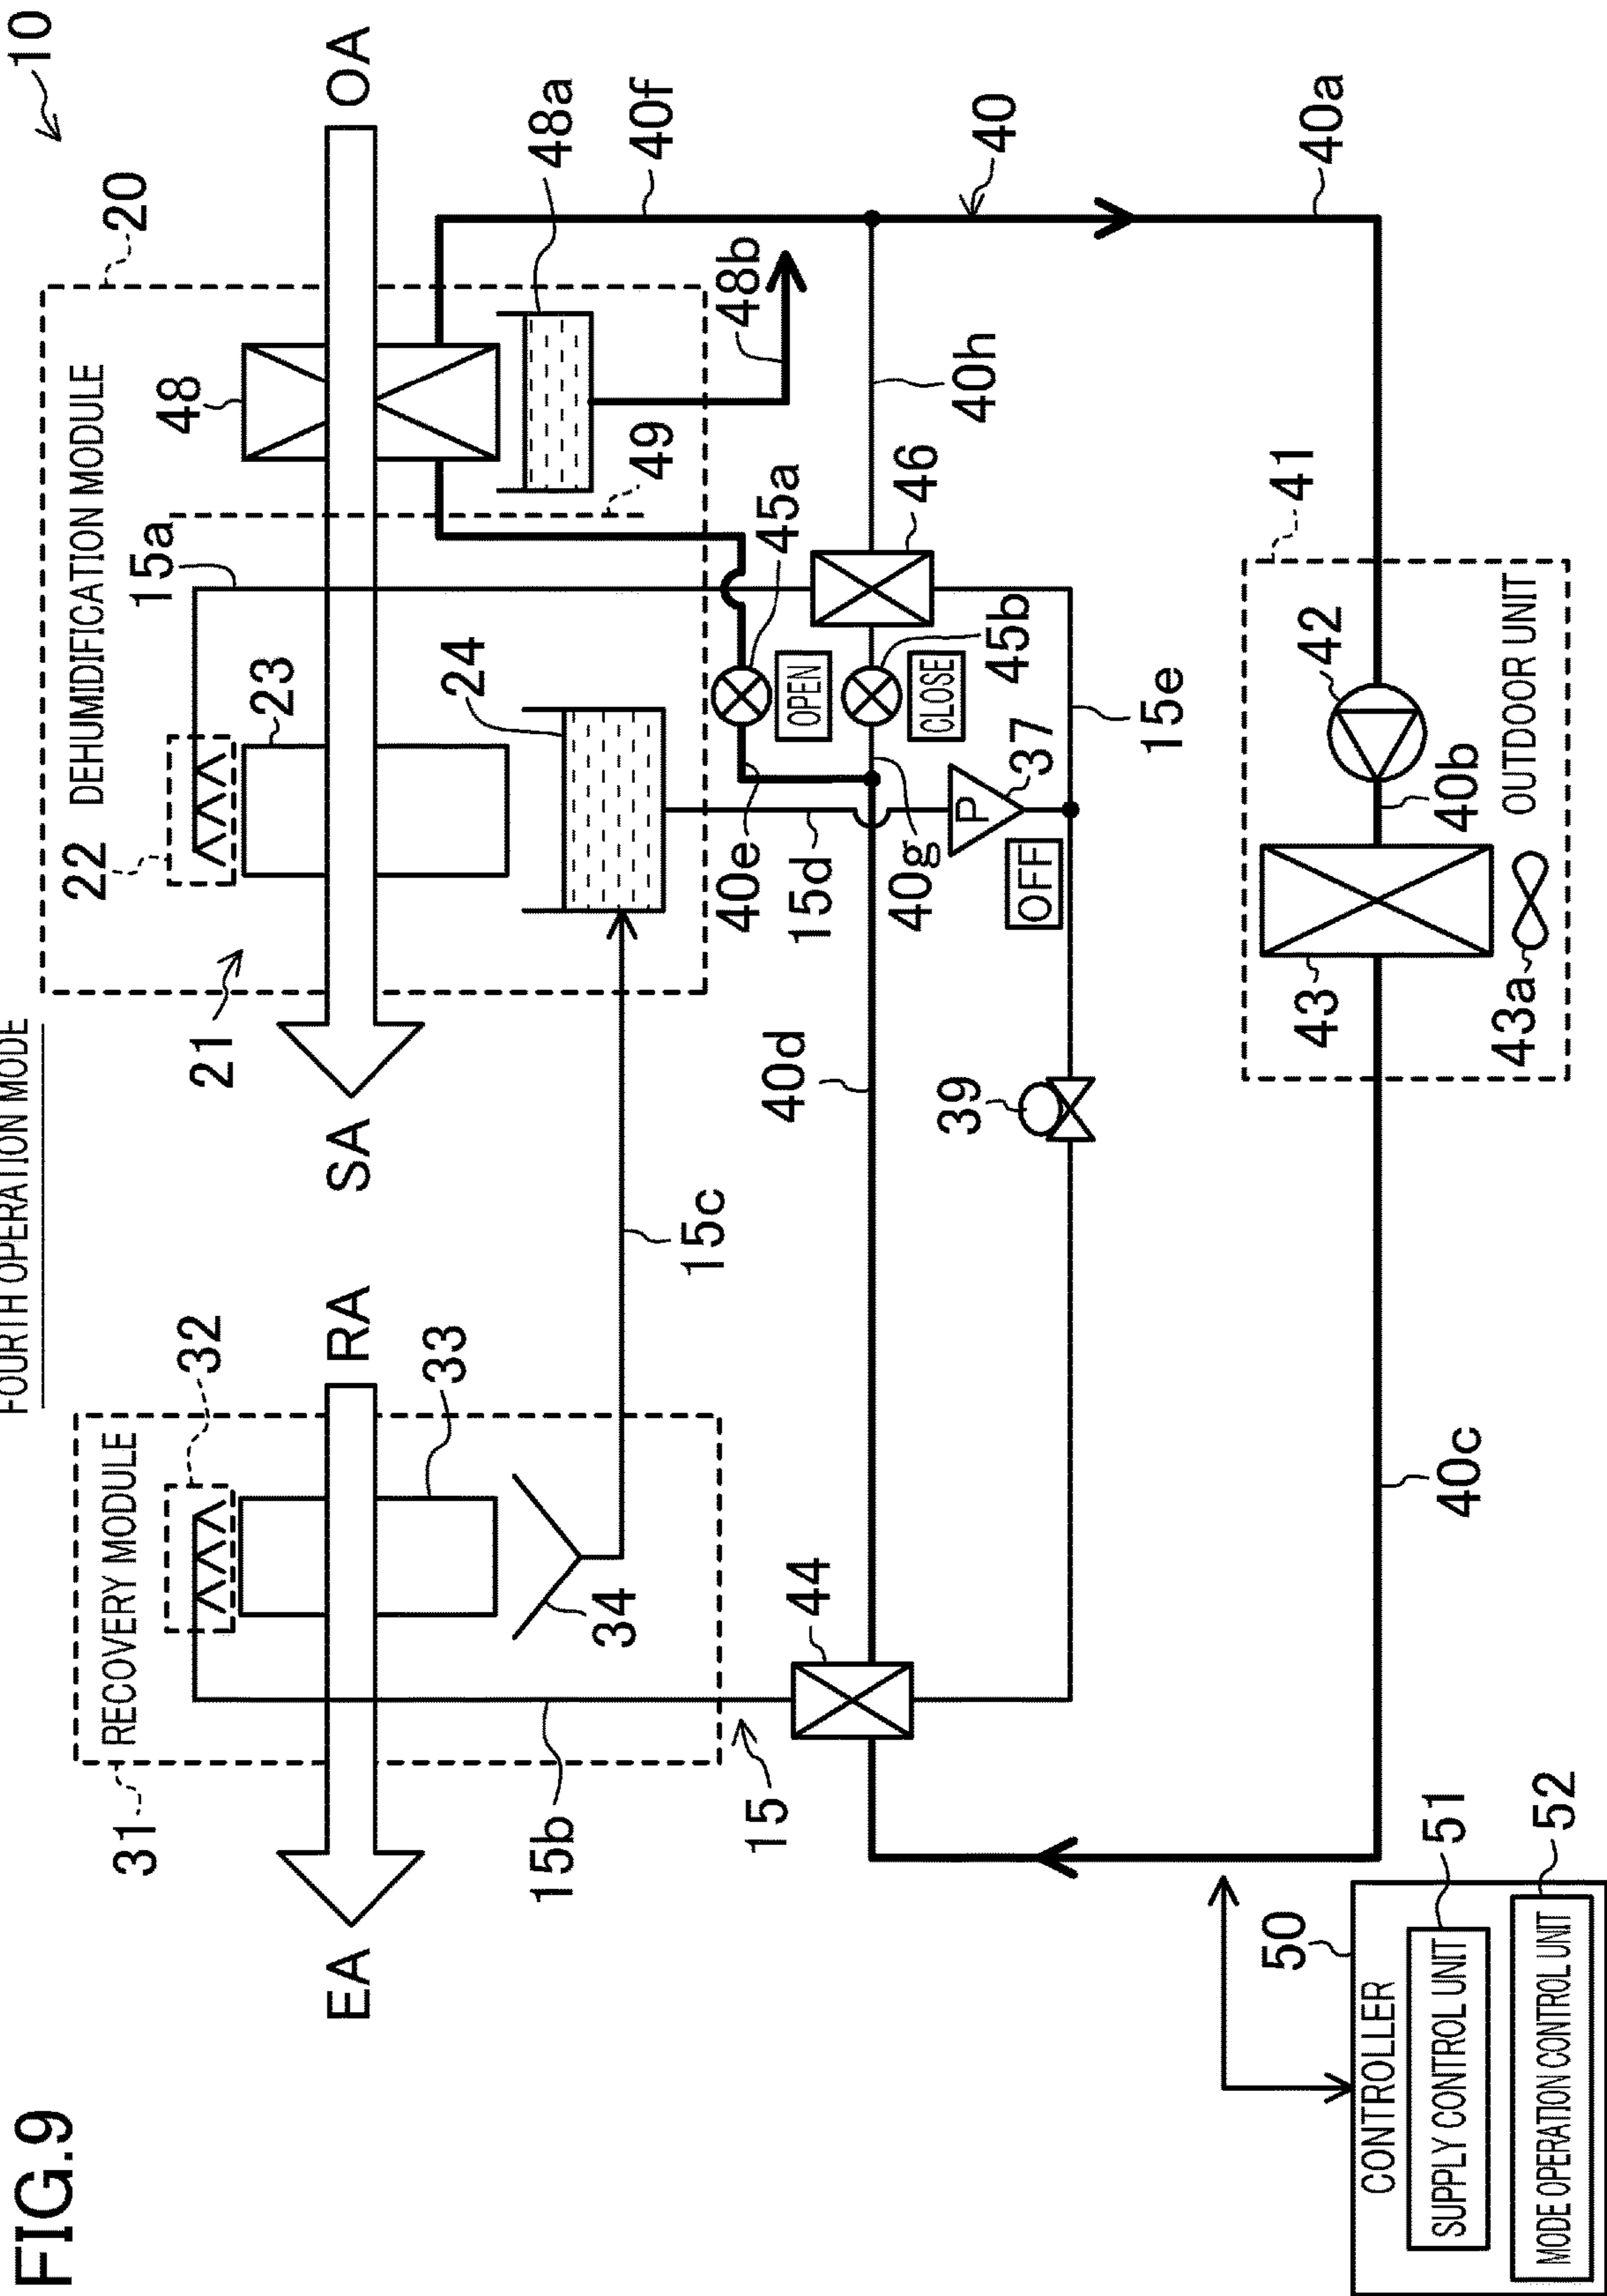 FIG.9
FOURTH OPERATION MODE
10
RECOVERY MODULE
31
32
33
34
EA
RA
15b
15
15c
DEHUMIDIFICATION MODULE
20
21
22
23
24
SA
OA
15a
48
48a
48b
49
40f
40
40a
40h
45a
OPEN
45b
CLOSE
46
40e
15d
40g
P
37
OFF
15e
40d
39
44
40c
41
42
43
43a
40b
OUTDOOR UNIT
50
CONTROLLER
SUPPLY CONTROL UNIT
51
MODE OPERATION CONTROL UNIT
52